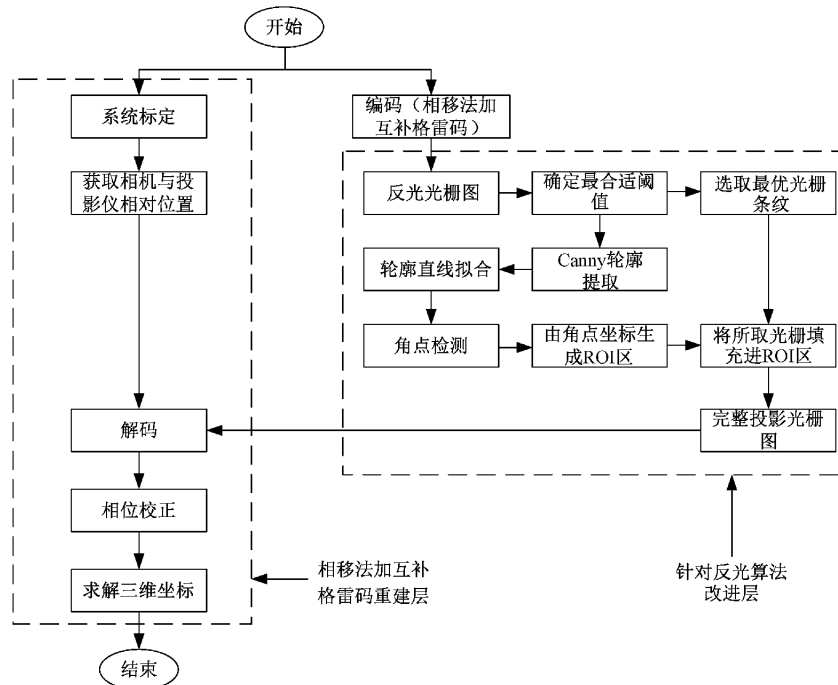 开始
系统标定
编码（相移法加
互补格雷码）
获取相机与投
影仪相对位置
反光光栅图
确定最合适阈
值
选取最优光栅
条纹
轮廓直线拟合
Canny轮廓
提取
角点检测
由角点坐标生
成ROI区
将所取光栅填
充进ROI区
解码
完整投影光栅
图
相位校正
求解三维坐标
相移法加互补
格雷码重建层
针对反光算法
改进层
结束